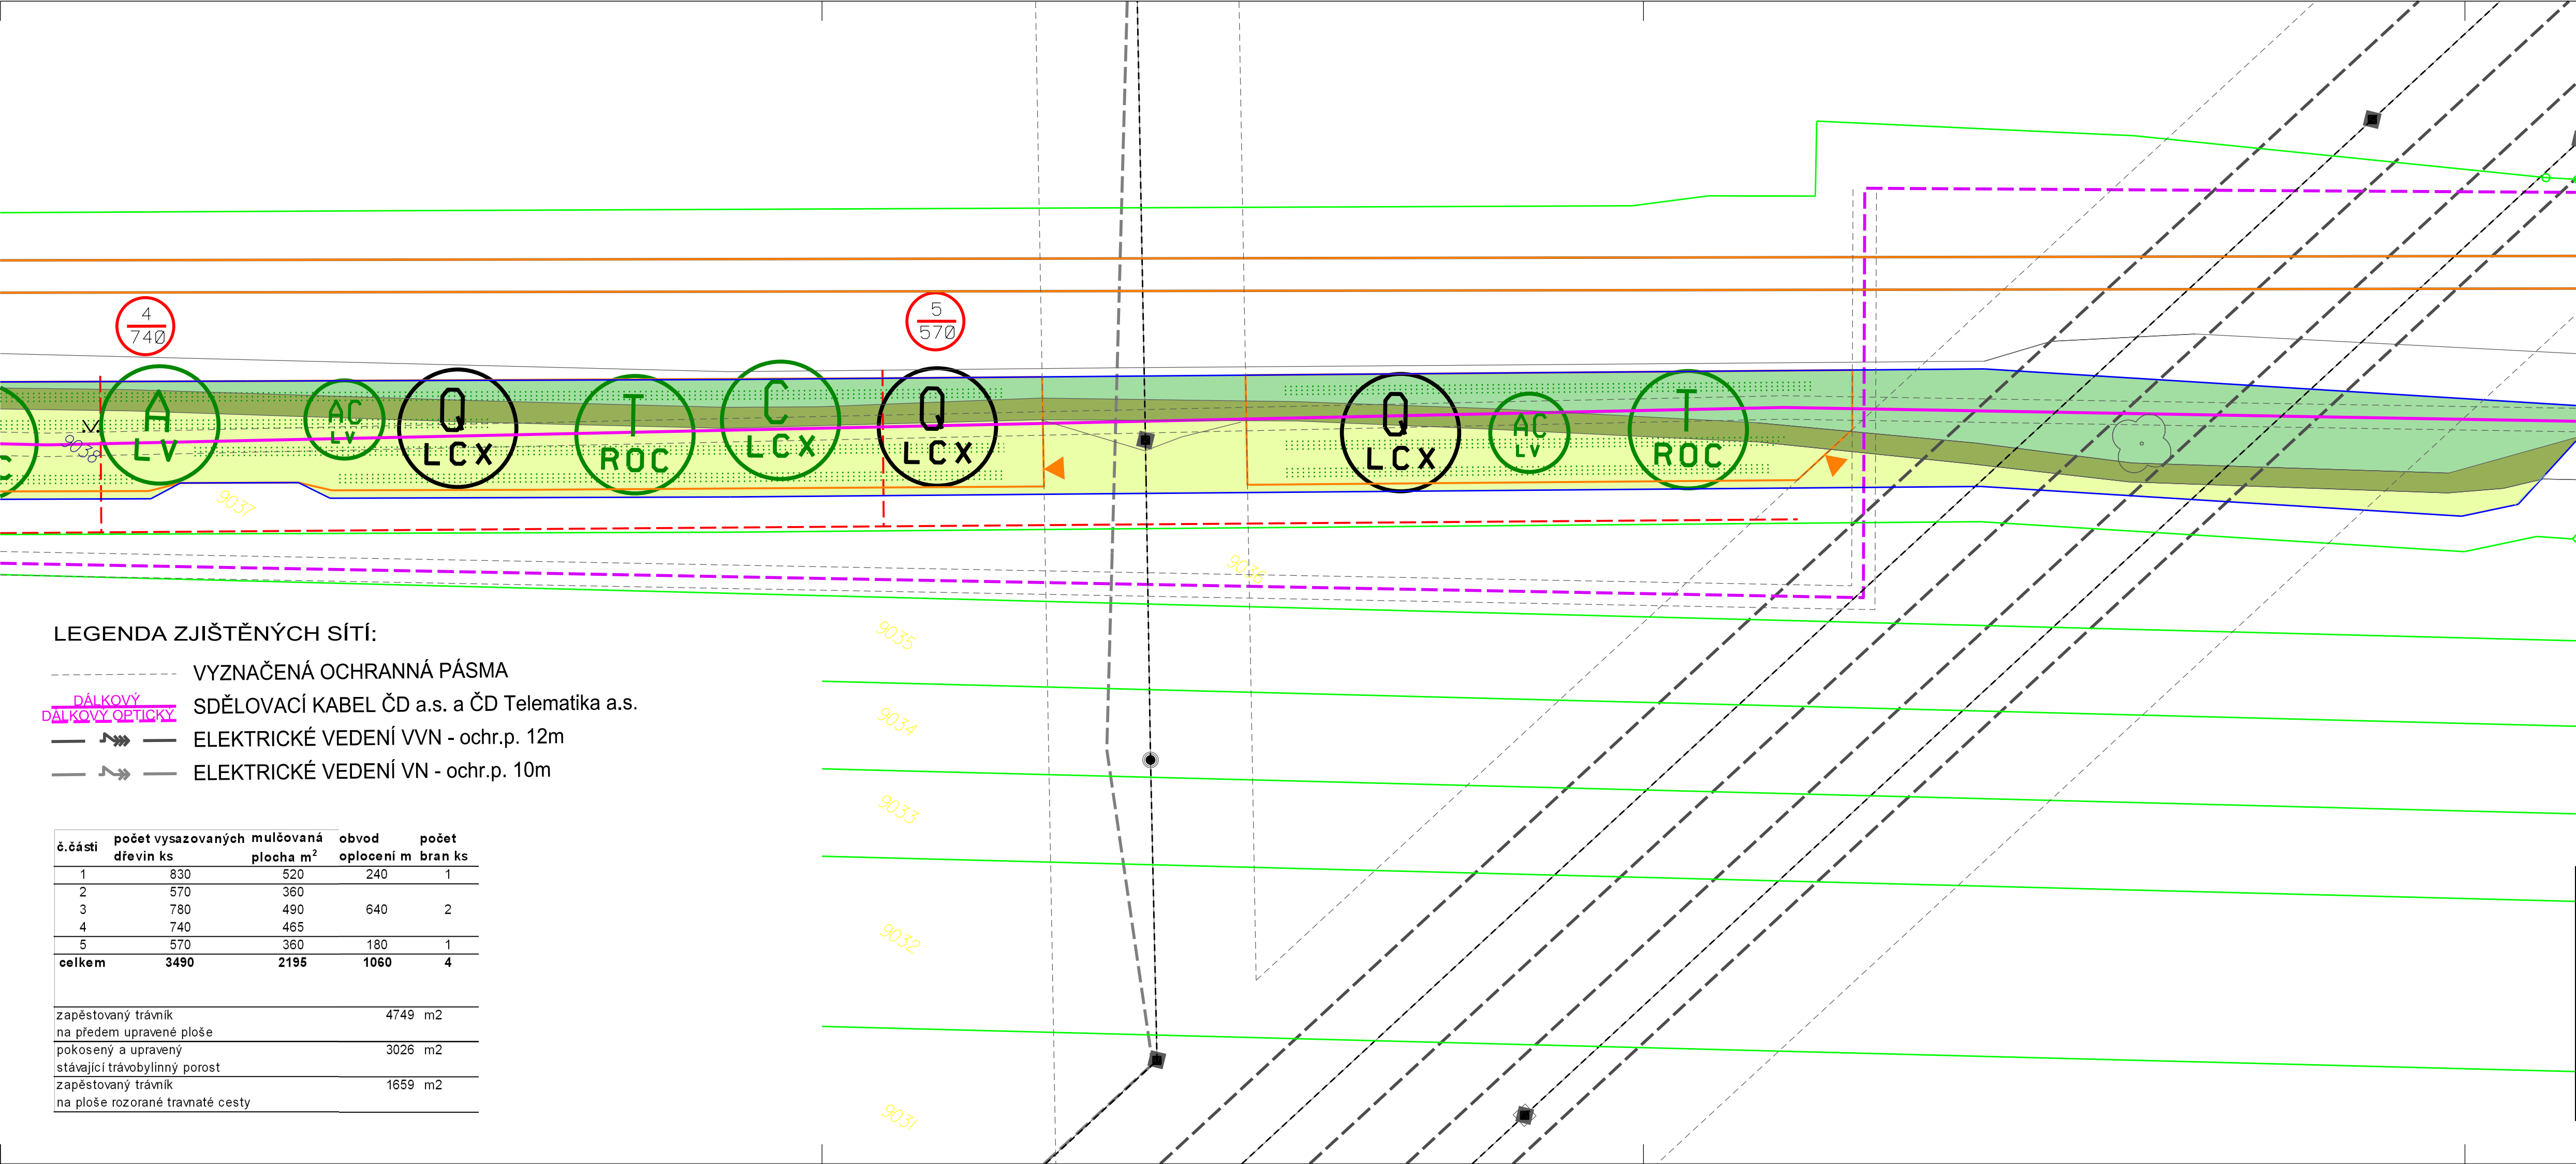 4
740
5
570
A
LV
AC
LV
Q
LCX
T
ROC
C
LCX
Q
LCX
Q
LCX
AC
LV
T
ROC
C
9038
9037
9036
9035
9034
9033
9032
9031
LEGENDA ZJIŠTĚNÝCH SÍTÍ:
VYZNAČENÁ OCHRANNÁ PÁSMA
DÁLKOVÝ
DÁLKOVÝ OPTICKÝ
SDĚLOVACÍ KABEL ČD a.s. a ČD Telematika a.s.
ELEKTRICKÉ VEDENÍ VVN - ochr.p. 12m
ELEKTRICKÉ VEDENÍ VN - ochr.p. 10m
č.části počet vysazovaných dřevin ks mulčovaná plocha m² obvod oplocení m počet bran ks
1 830 520 240 1
2 570 360
3 780 490 640 2
4 740 465
5 570 360 180 1
celkem 3490 2195 1060 4
zapěstovaný trávník 4749 m2
na předem upravené ploše
pokosený a upravený 3026 m2
stávající trávobylinný porost
zapěstovaný trávník 1659 m2
na ploše rozorané travnaté cesty